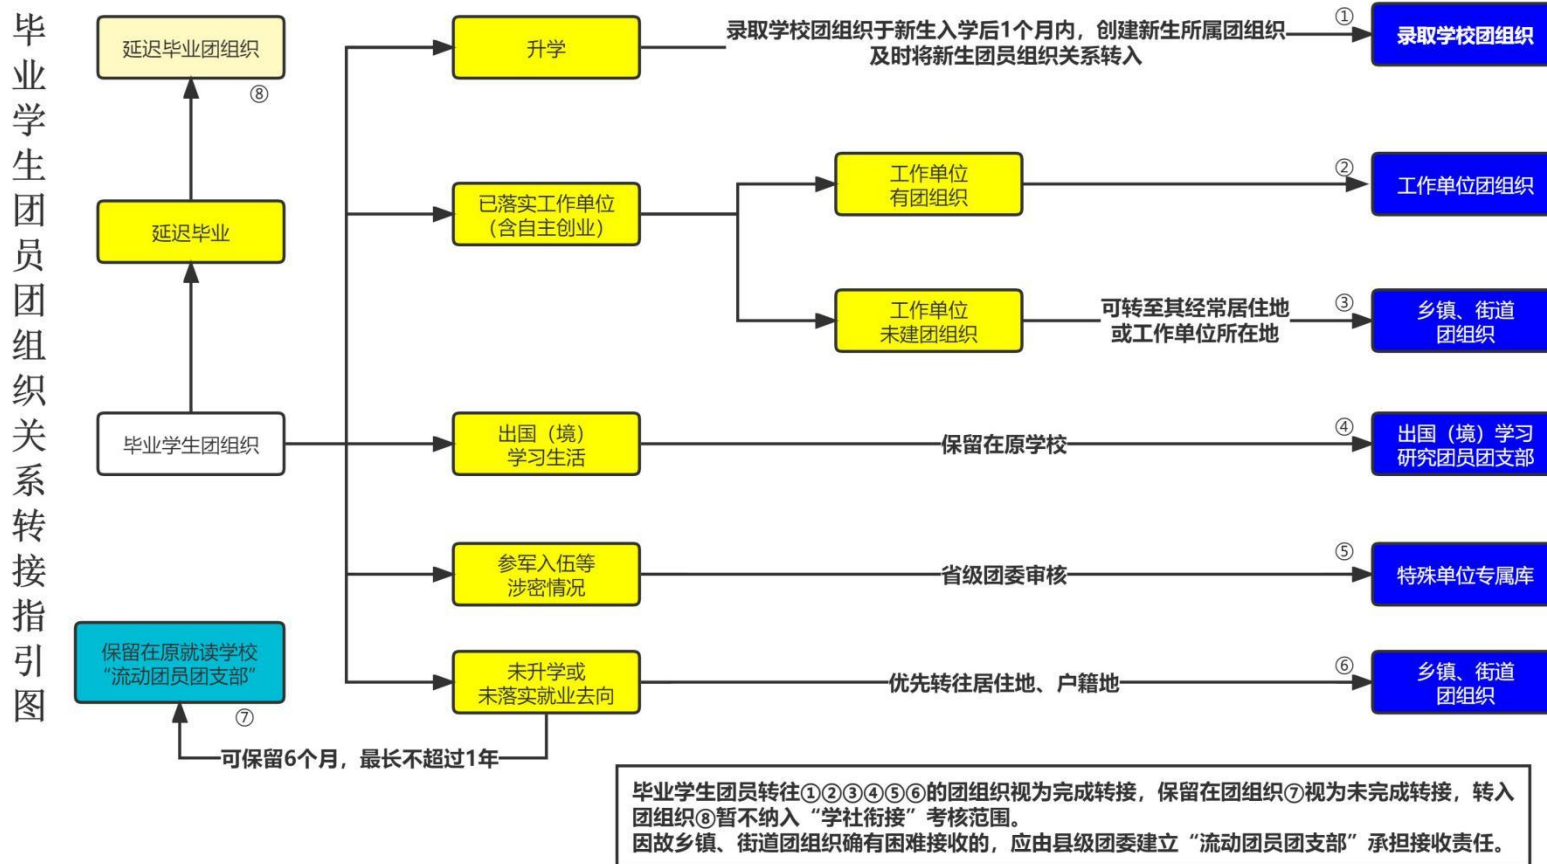 毕业学生团员团组织关系转接指引图
延迟毕业团组织
⑧
延迟毕业
毕业学生团组织
保留在原就读学校
“流动团员团支部”
⑦
可保留6个月，最长不超过1年
升学
录取学校团组织于新生入学后1个月内，创建新生所属团组织
及时将新生团员组织关系转入
①
录取学校团组织
已落实工作单位
（含自主创业）
工作单位
有团组织
②
工作单位团组织
工作单位
未建团组织
可转至其经常居住地
或工作单位所在地
③
乡镇、街道
团组织
出国（境）
学习生活
保留在原学校
④
出国（境）学习
研究团员团支部
参军入伍等
涉密情况
省级团委审核
⑤
特殊单位专属库
未升学或
未落实就业去向
优先转往居住地、户籍地
⑥
乡镇、街道
团组织
毕业学生团员转往①②③④⑤⑥的团组织视为完成转接，保留在团组织⑦视为未完成转接，转入
团组织⑧暂不纳入“学社衔接”考核范围。
因故乡镇、街道团组织确有困难接收的，应由县级团委建立“流动团员团支部”承担接收责任。